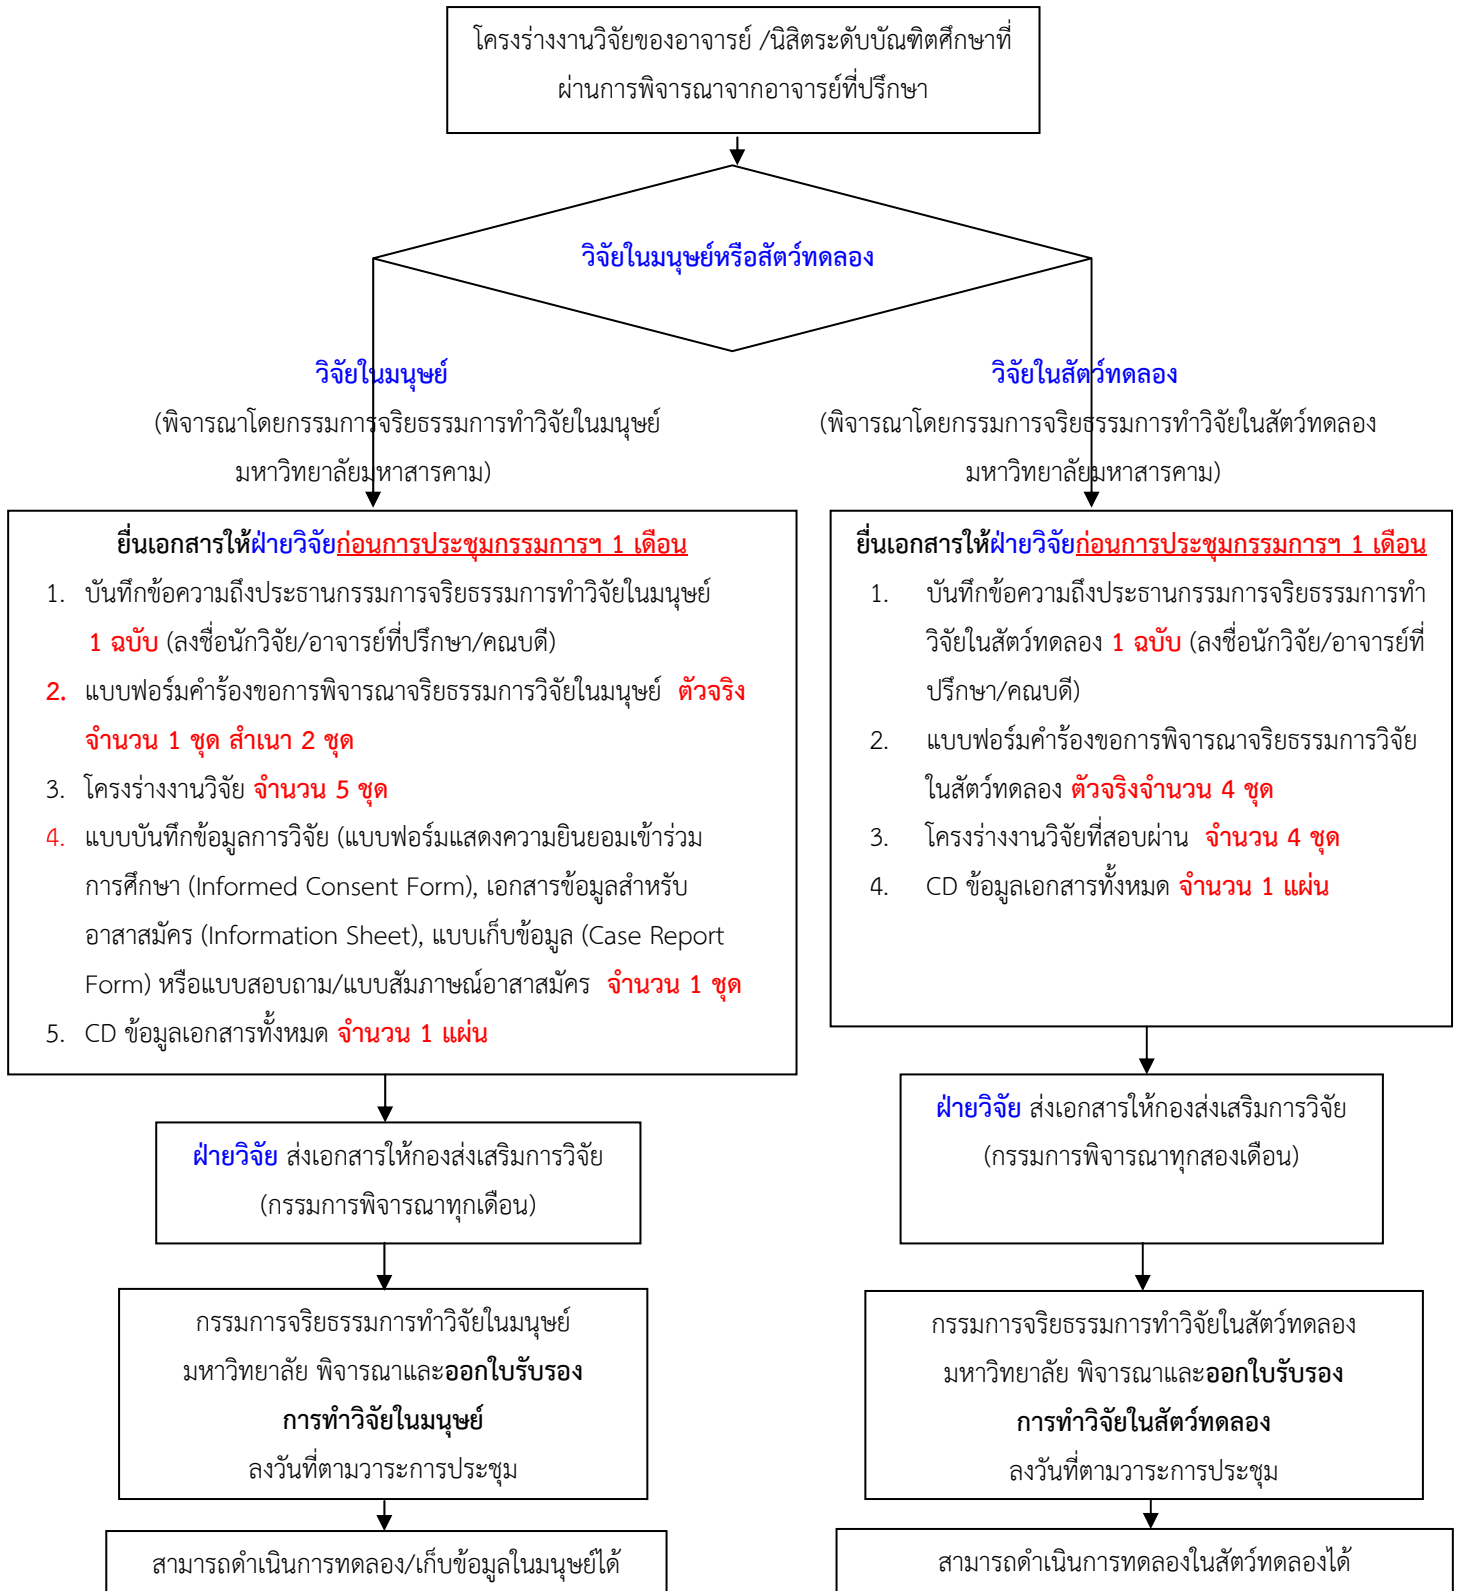 โครงร่างงานวิจัยของอาจารย์ /นิสิตระดับบัณฑิตศึกษาที่
ผ่านการพิจารณาจากอาจารย์ที่ปรึกษา
วิจัยในมนุษย์หรือสัตว์ทดลอง
วิจัยในมนุษย์
(พิจารณาโดยกรรมการจริยธรรมการทำวิจัยในมนุษย์
มหาวิทยาลัยมหาสารคาม)
วิจัยในสัตว์ทดลอง
(พิจารณาโดยกรรมการจริยธรรมการทำวิจัยในสัตว์ทดลอง
มหาวิทยาลัยมหาสารคาม)
ยื่นเอกสารให้ฝ่ายวิจัยก่อนการประชุมกรรมการฯ 1 เดือน
1. บันทึกข้อความถึงประธานกรรมการจริยธรรมการทำวิจัยในมนุษย์
1 ฉบับ (ลงชื่อนักวิจัย/อาจารย์ที่ปรึกษา/คณบดี)
2. แบบฟอร์มคำร้องขอการพิจารณาจริยธรรมการวิจัยในมนุษย์ ตัวจริง
จำนวน 1 ชุด สำเนา 2 ชุด
3. โครงร่างงานวิจัย จำนวน 5 ชุด
4. แบบบันทึกข้อมูลการวิจัย (แบบฟอร์มแสดงความยินยอมเข้าร่วม
การศึกษา (Informed Consent Form), เอกสารข้อมูลสำหรับ
อาสาสมัคร (Information Sheet), แบบเก็บข้อมูล (Case Report
Form) หรือแบบสอบถาม/แบบสัมภาษณ์อาสาสมัคร จำนวน 1 ชุด
5. CD ข้อมูลเอกสารทั้งหมด จำนวน 1 แผ่น
ยื่นเอกสารให้ฝ่ายวิจัยก่อนการประชุมกรรมการฯ 1 เดือน
1. บันทึกข้อความถึงประธานกรรมการจริยธรรมการทำ
วิจัยในสัตว์ทดลอง 1 ฉบับ (ลงชื่อนักวิจัย/อาจารย์ที่
ปรึกษา/คณบดี)
2. แบบฟอร์มคำร้องขอการพิจารณาจริยธรรมการวิจัย
ในสัตว์ทดลอง ตัวจริงจำนวน 4 ชุด
3. โครงร่างงานวิจัยที่สอบผ่าน จำนวน 4 ชุด
4. CD ข้อมูลเอกสารทั้งหมด จำนวน 1 แผ่น
ฝ่ายวิจัย ส่งเอกสารให้กองส่งเสริมการวิจัย
(กรรมการพิจารณาทุกเดือน)
ฝ่ายวิจัย ส่งเอกสารให้กองส่งเสริมการวิจัย
(กรรมการพิจารณาทุกสองเดือน)
กรรมการจริยธรรมการทำวิจัยในมนุษย์
มหาวิทยาลัย พิจารณาและออกใบรับรอง
การทำวิจัยในมนุษย์
ลงวันที่ตามวาระการประชุม
กรรมการจริยธรรมการทำวิจัยในสัตว์ทดลอง
มหาวิทยาลัย พิจารณาและออกใบรับรอง
การทำวิจัยในสัตว์ทดลอง
ลงวันที่ตามวาระการประชุม
สามารถดำเนินการทดลอง/เก็บข้อมูลในมนุษย์ได้
สามารถดำเนินการทดลองในสัตว์ทดลองได้